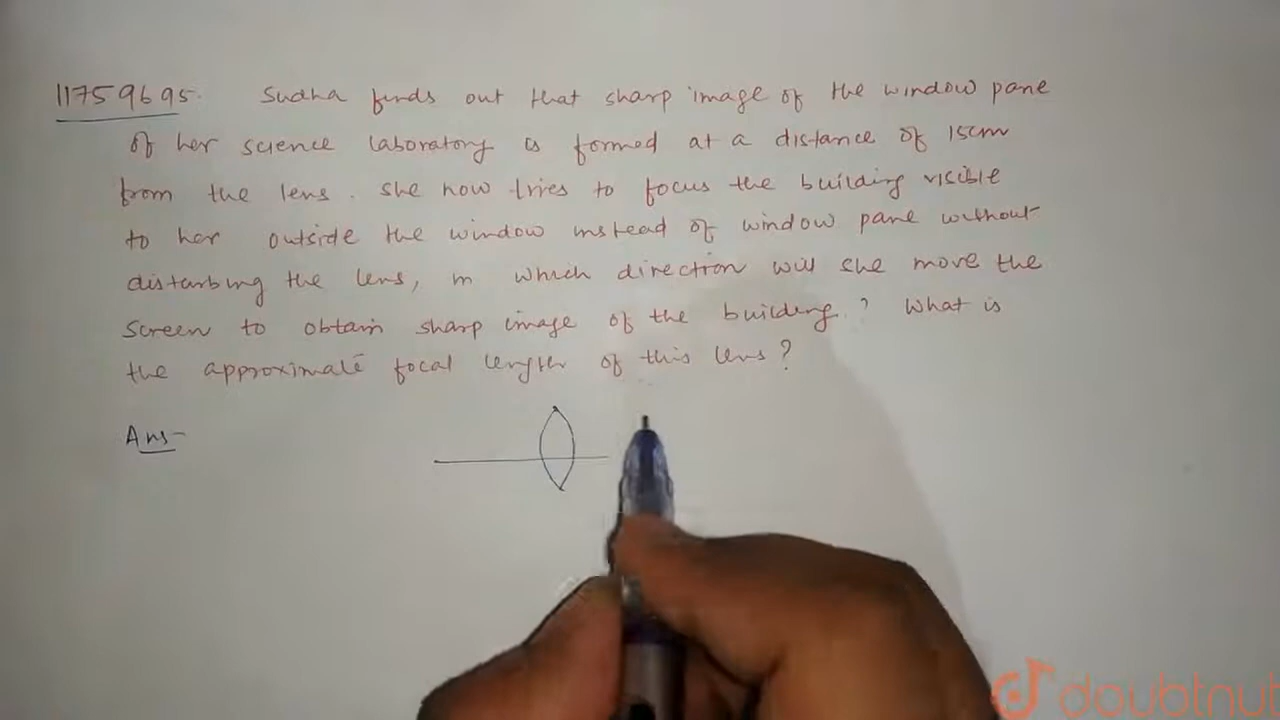 11759695. Sudha finds out that sharp image of the window pane
of her science laboratory is formed at a distance of 15cm
from the lens. She now tries to focus the building visible
to her outside the window instead of window pane without
disturbing the lens, in which direction will she move the
screen to obtain sharp image of the building? What is
the approximate focal length of this lens?
Ans-
doubtnut